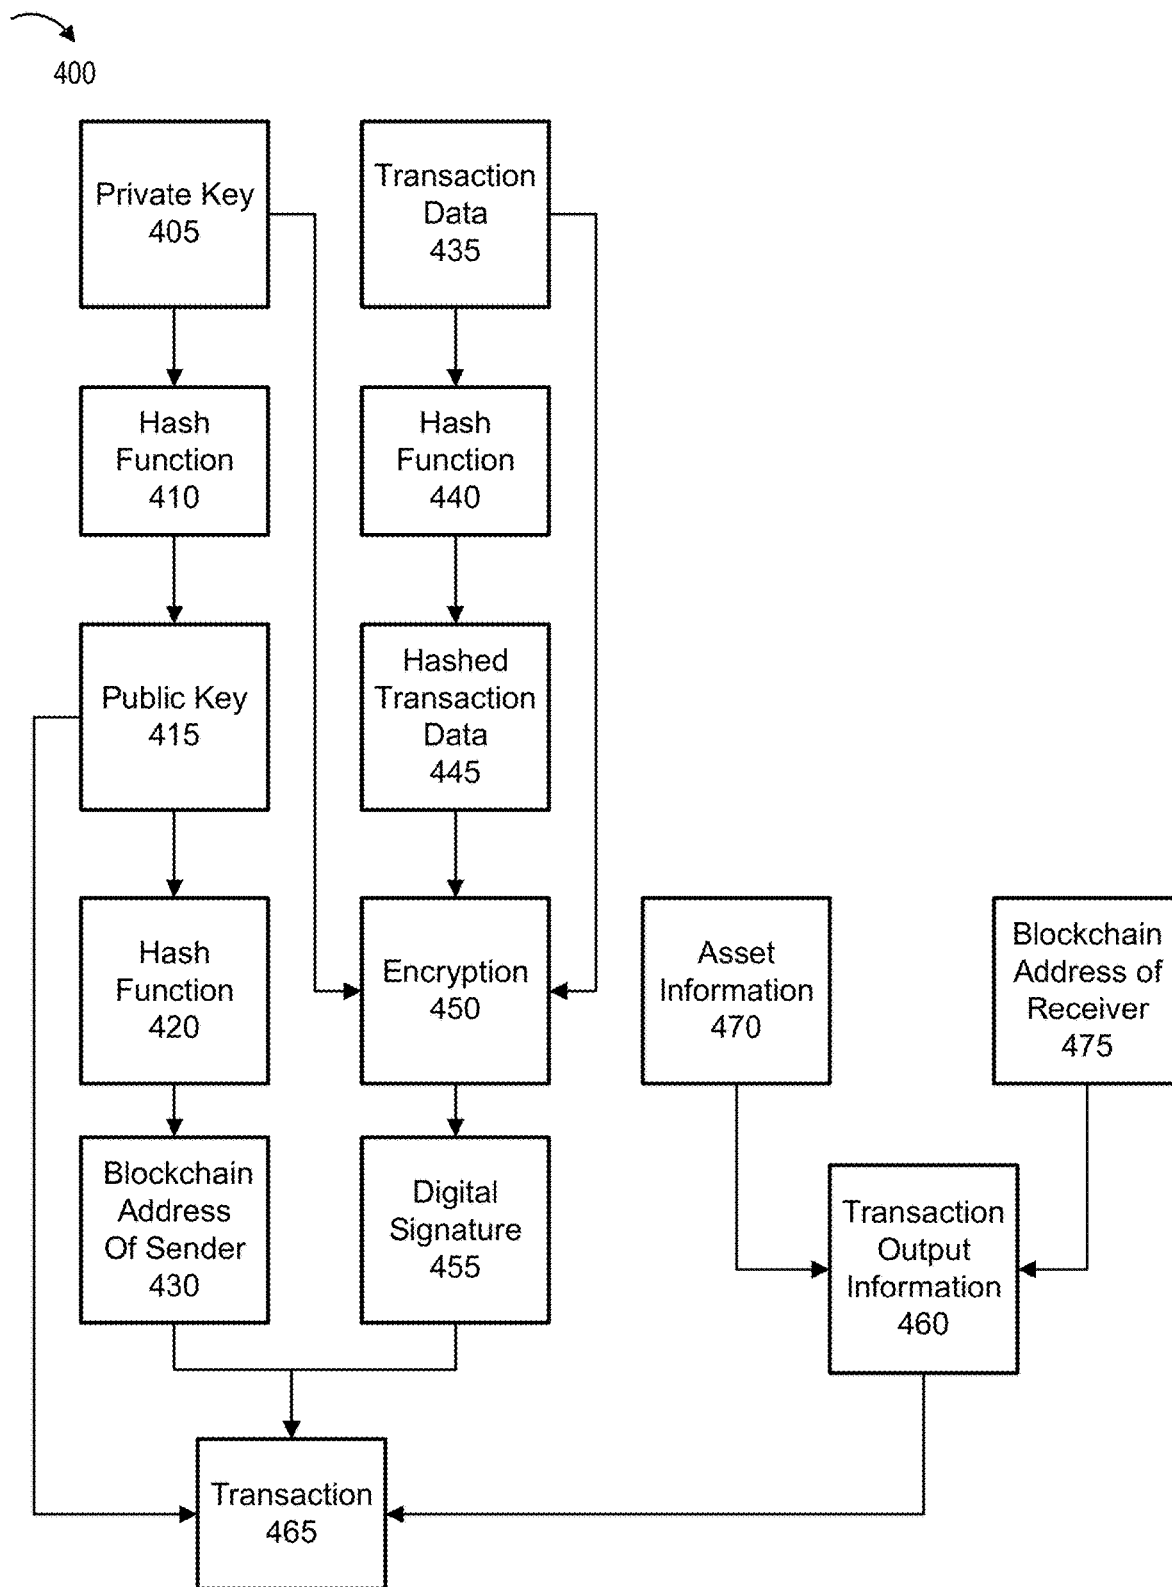 400
Private Key
405
Transaction
Data
435
Hash
Function
410
Hash
Function
440
Public Key
415
Hashed
Transaction
Data
445
Hash
Function
420
Encryption
450
Asset
Information
470
Blockchain
Address of
Receiver
475
Blockchain
Address
Of Sender
430
Digital
Signature
455
Transaction
Output
Information
460
Transaction
465